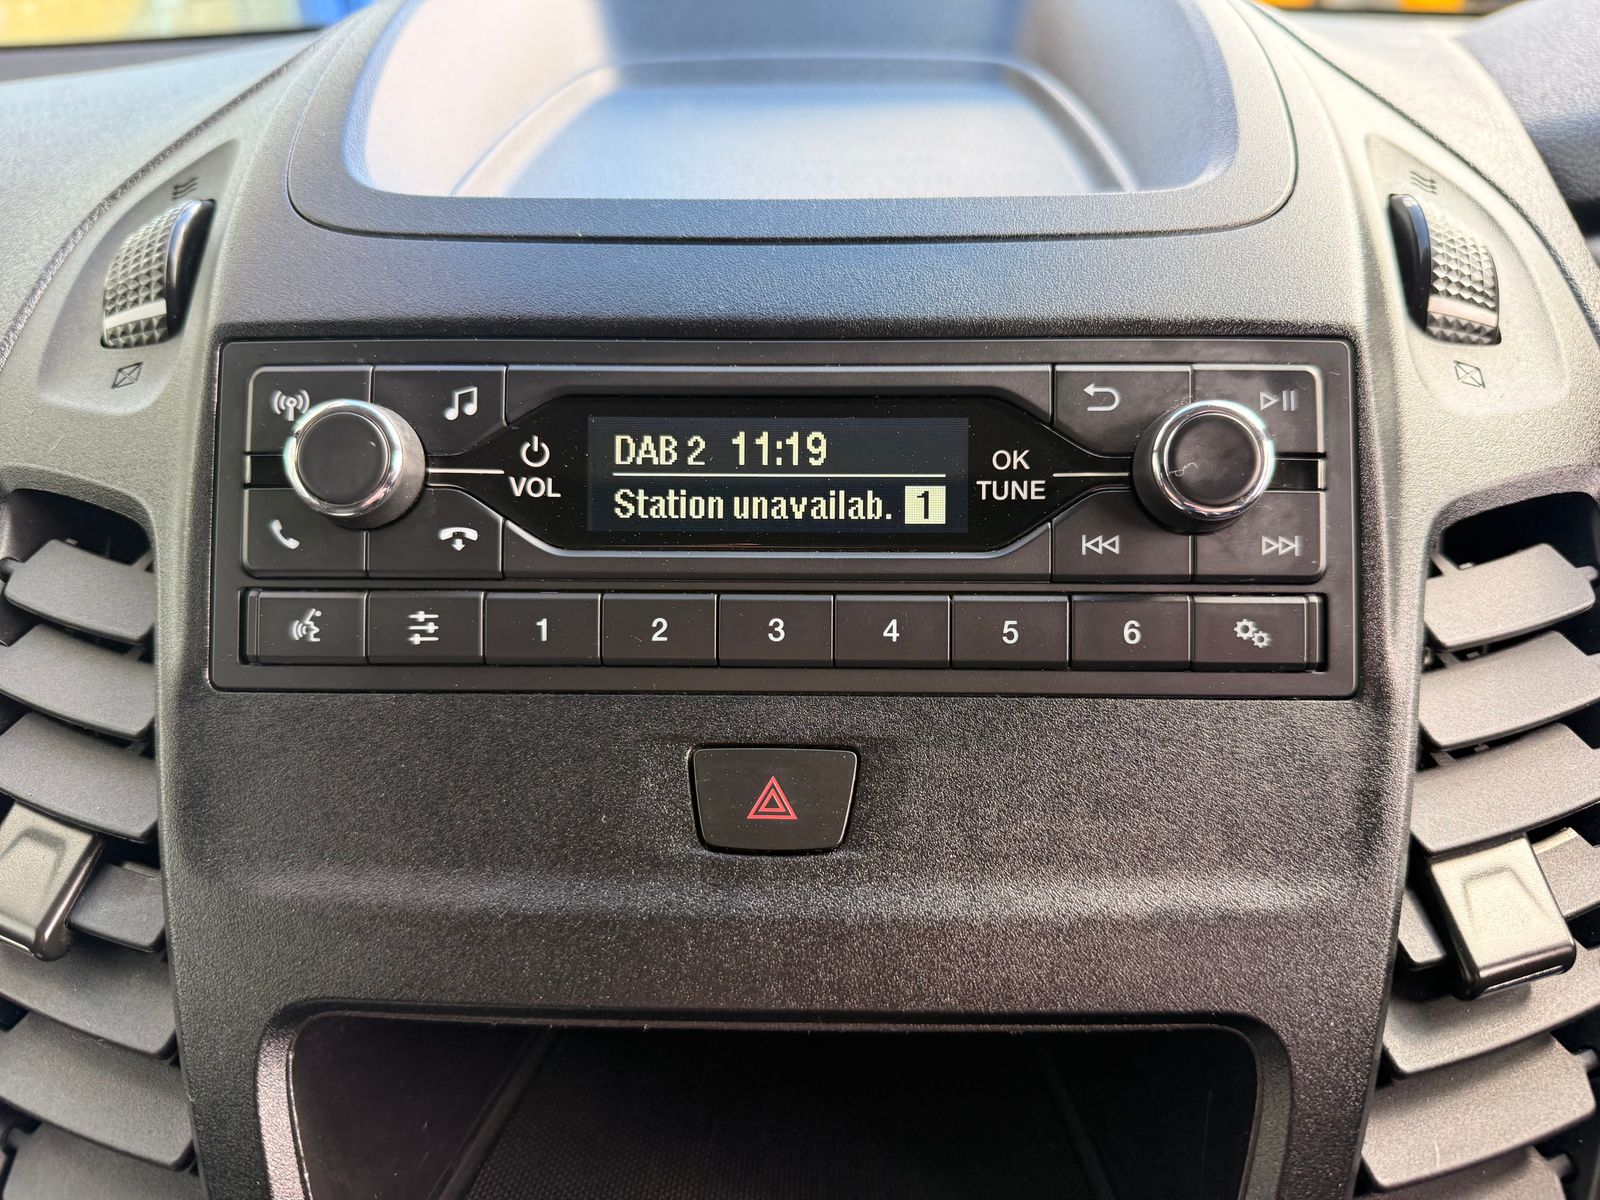 DAB 2 11:19
VOL
Station unavailab. 1
OK
TUNE
1 2 3 4 5 6